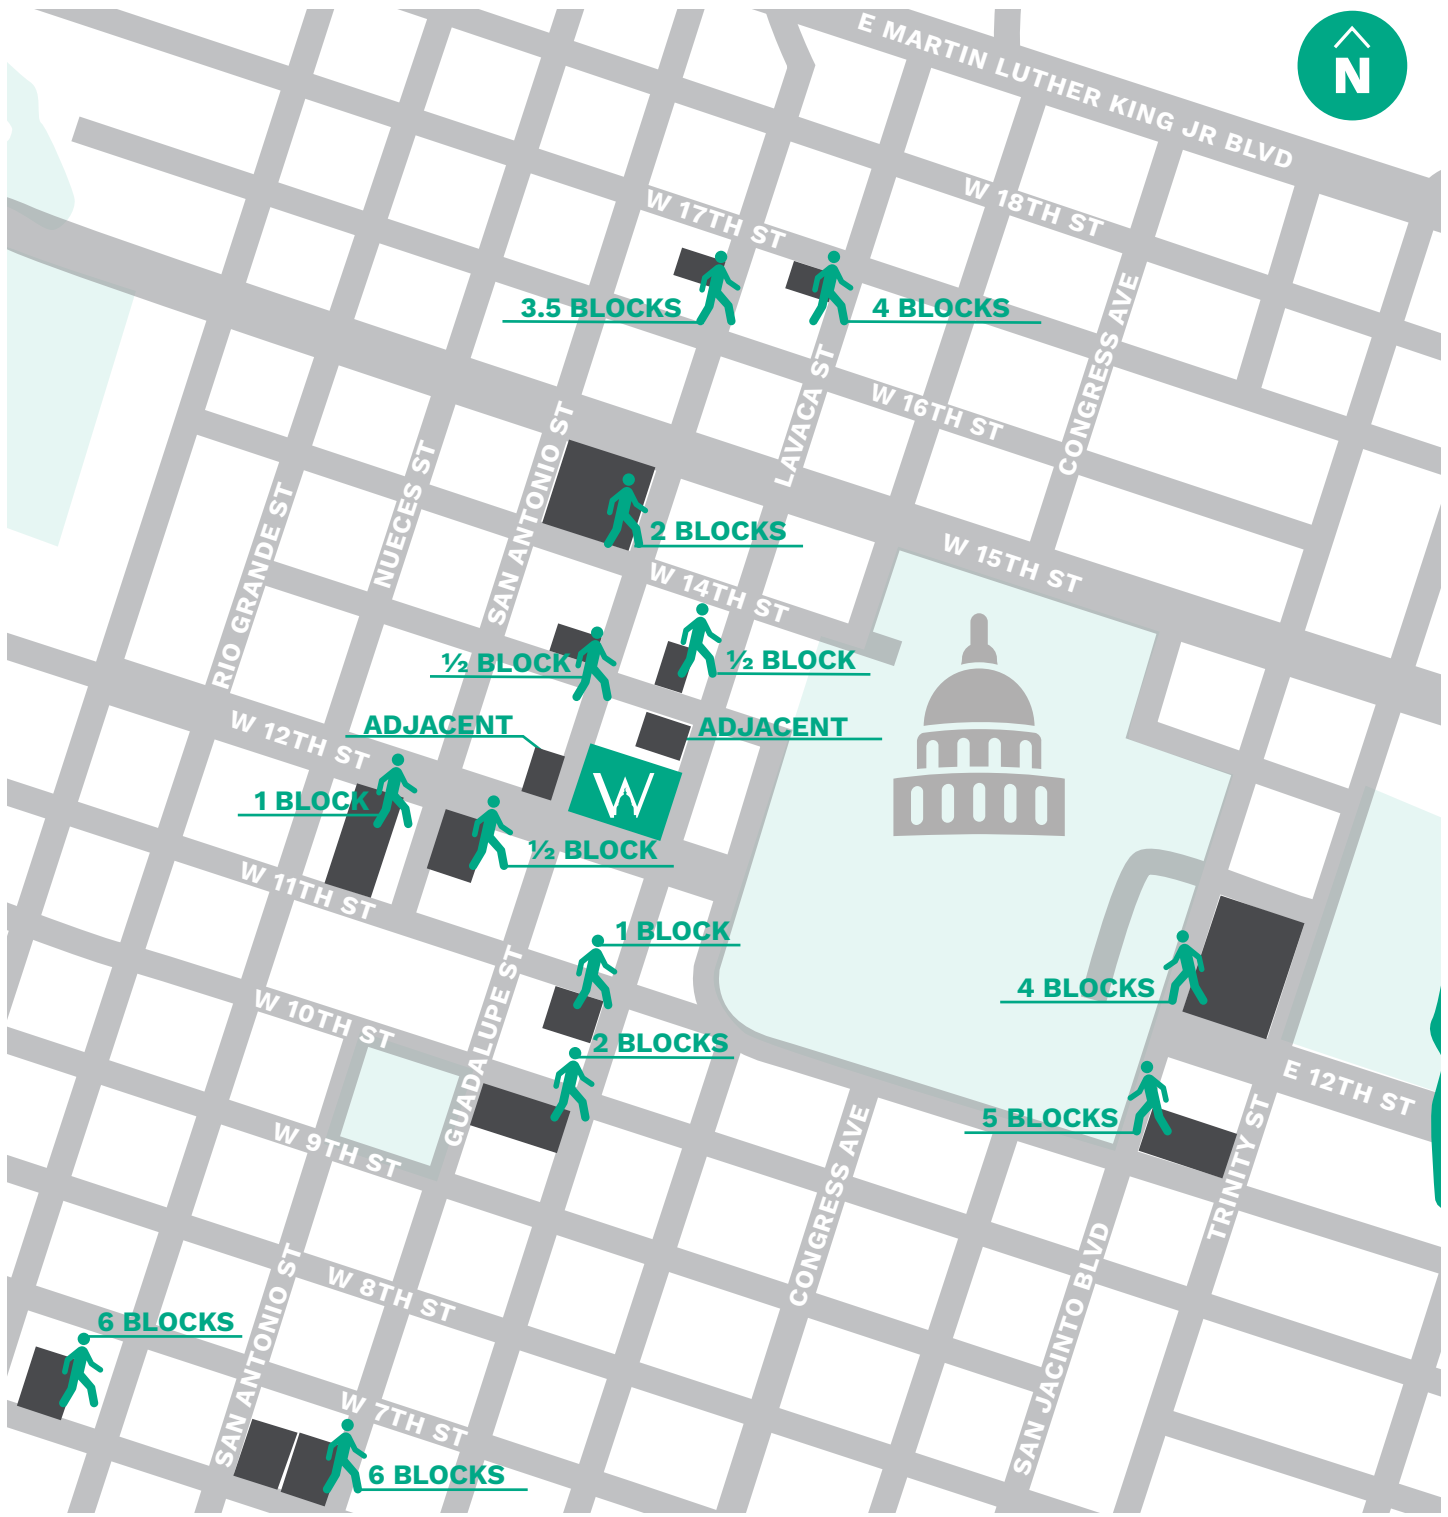 E MARTIN LUTHER KING JR BLVD
N
W 18TH ST
W 17TH ST
3.5 BLOCKS
4 BLOCKS
CONGRESS AVE
LAVACA ST
W 16TH ST
SAN ANTONIO ST
NUECES ST
RIO GRANDE ST
2 BLOCKS
W 15TH ST
W 14TH ST
½ BLOCK
½ BLOCK
ADJACENT
ADJACENT
W 12TH ST
W
1 BLOCK
½ BLOCK
W 11TH ST
1 BLOCK
GUADALUPE ST
4 BLOCKS
W 10TH ST
2 BLOCKS
E 12TH ST
5 BLOCKS
W 9TH ST
CONGRESS AVE
TRINITY ST
SAN JACINTO BLVD
W 8TH ST
SAN ANTONIO ST
6 BLOCKS
W 7TH ST
6 BLOCKS